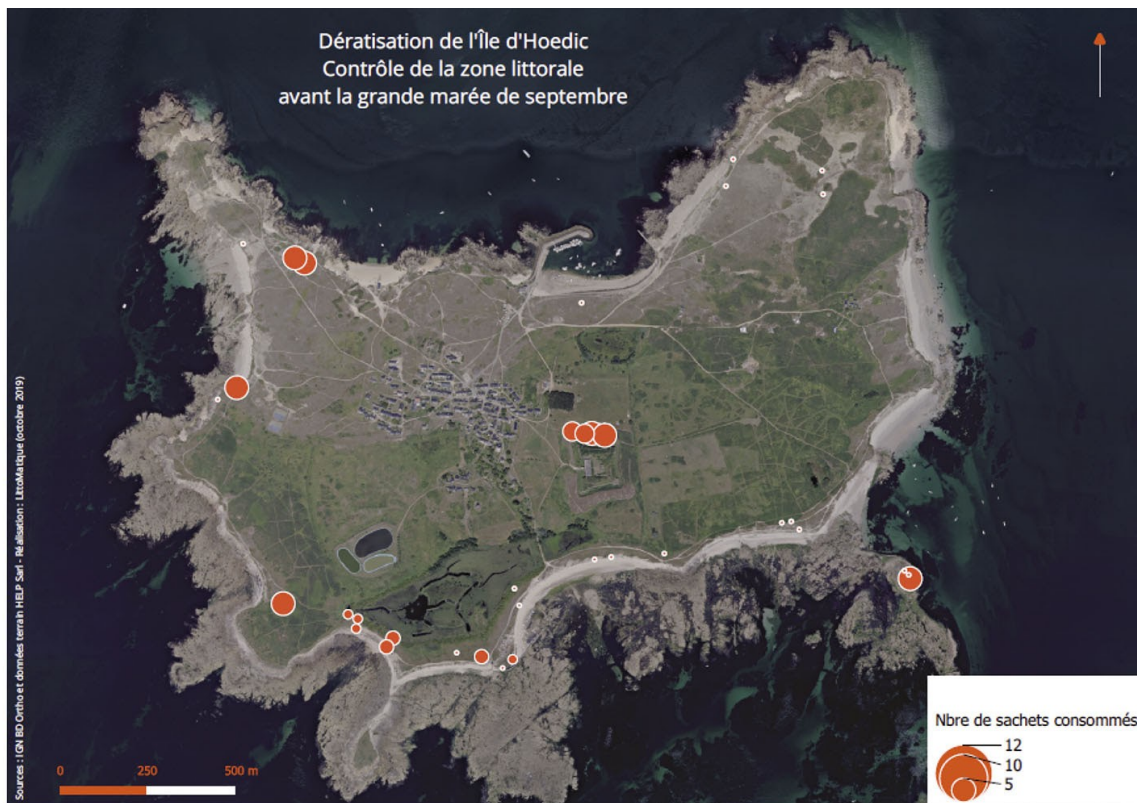 Dératisation de l'Île d'Hoedic
Contrôle de la zone littorale
avant la grande marée de septembre
Sources : IGN BD Ortho et données terrain HELP Sarl - Réalisation : LittoMatique (octobre 2019)
0 250 500 m
Nbre de sachets consommés
12
10
5